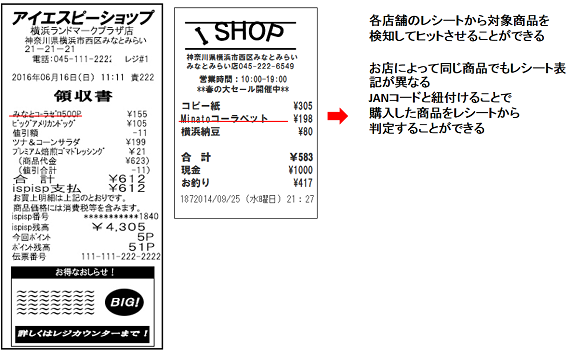 アイエスピーショップ
横浜ランドマークプラザ店
神奈川県横浜市西区みなとみらい
21-21-21
電話:045-111-222 レジ#1
2016年06月16日(日) 11:11 責222
領収書
みなとコーラゼロ500P ¥155
ビッグアメリカンドッグ ¥105
値引額 -11
ツナ&コーンサラダ ¥199
プレミアム焙煎ゴマドレッシング ¥21
(商品代金 ¥623)
(値引合計 -11)
合計 ¥612
ispisp支払 ¥612
お買上明細は上記のとおりです。
商品価格には消費税等を含みます。
ispisp番号 ***********1840
ispisp残高 ¥4,305
今回ポイント 5P
ポイント残高 51P
伝票番号 111-111-222-2222
お得なおしらせ!
BIG!
詳しくはレジカウンターまで!
I SHOP
神奈川県横浜市西区みなとみらい
みなとみらい店045-222-6549
営業時間:10:00-19:00
**春の大セール開催中**
コピー紙 ¥305
Minatoコーラペット ¥198
横浜納豆 ¥80
合計 ¥583
現金 ¥1000
お釣り ¥417
1872014/09/25 (水曜日) 21:27
各店舗のレシートから対象商品を
検知してヒットさせることができる
お店によって同じ商品でもレシート表
記が異なる
JANコードと紐付けることで
購入した商品をレシートから
判定することができる